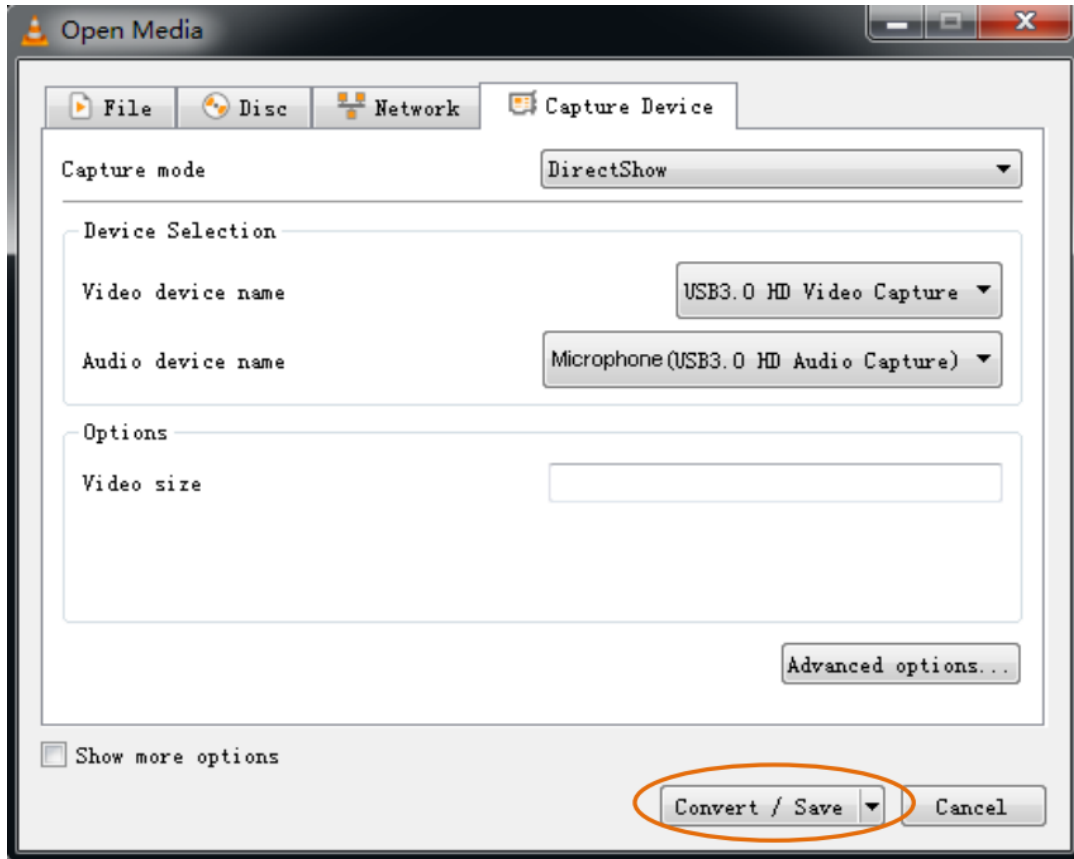 Open Media
File Disc Network Capture Device
Capture mode DirectShow
Device Selection
Video device name USB3.0 HD Video Capture
Audio device name Microphone (USB3.0 HD Audio Capture)
Options
Video size
Advanced options...
Show more options
Convert / Save Cancel